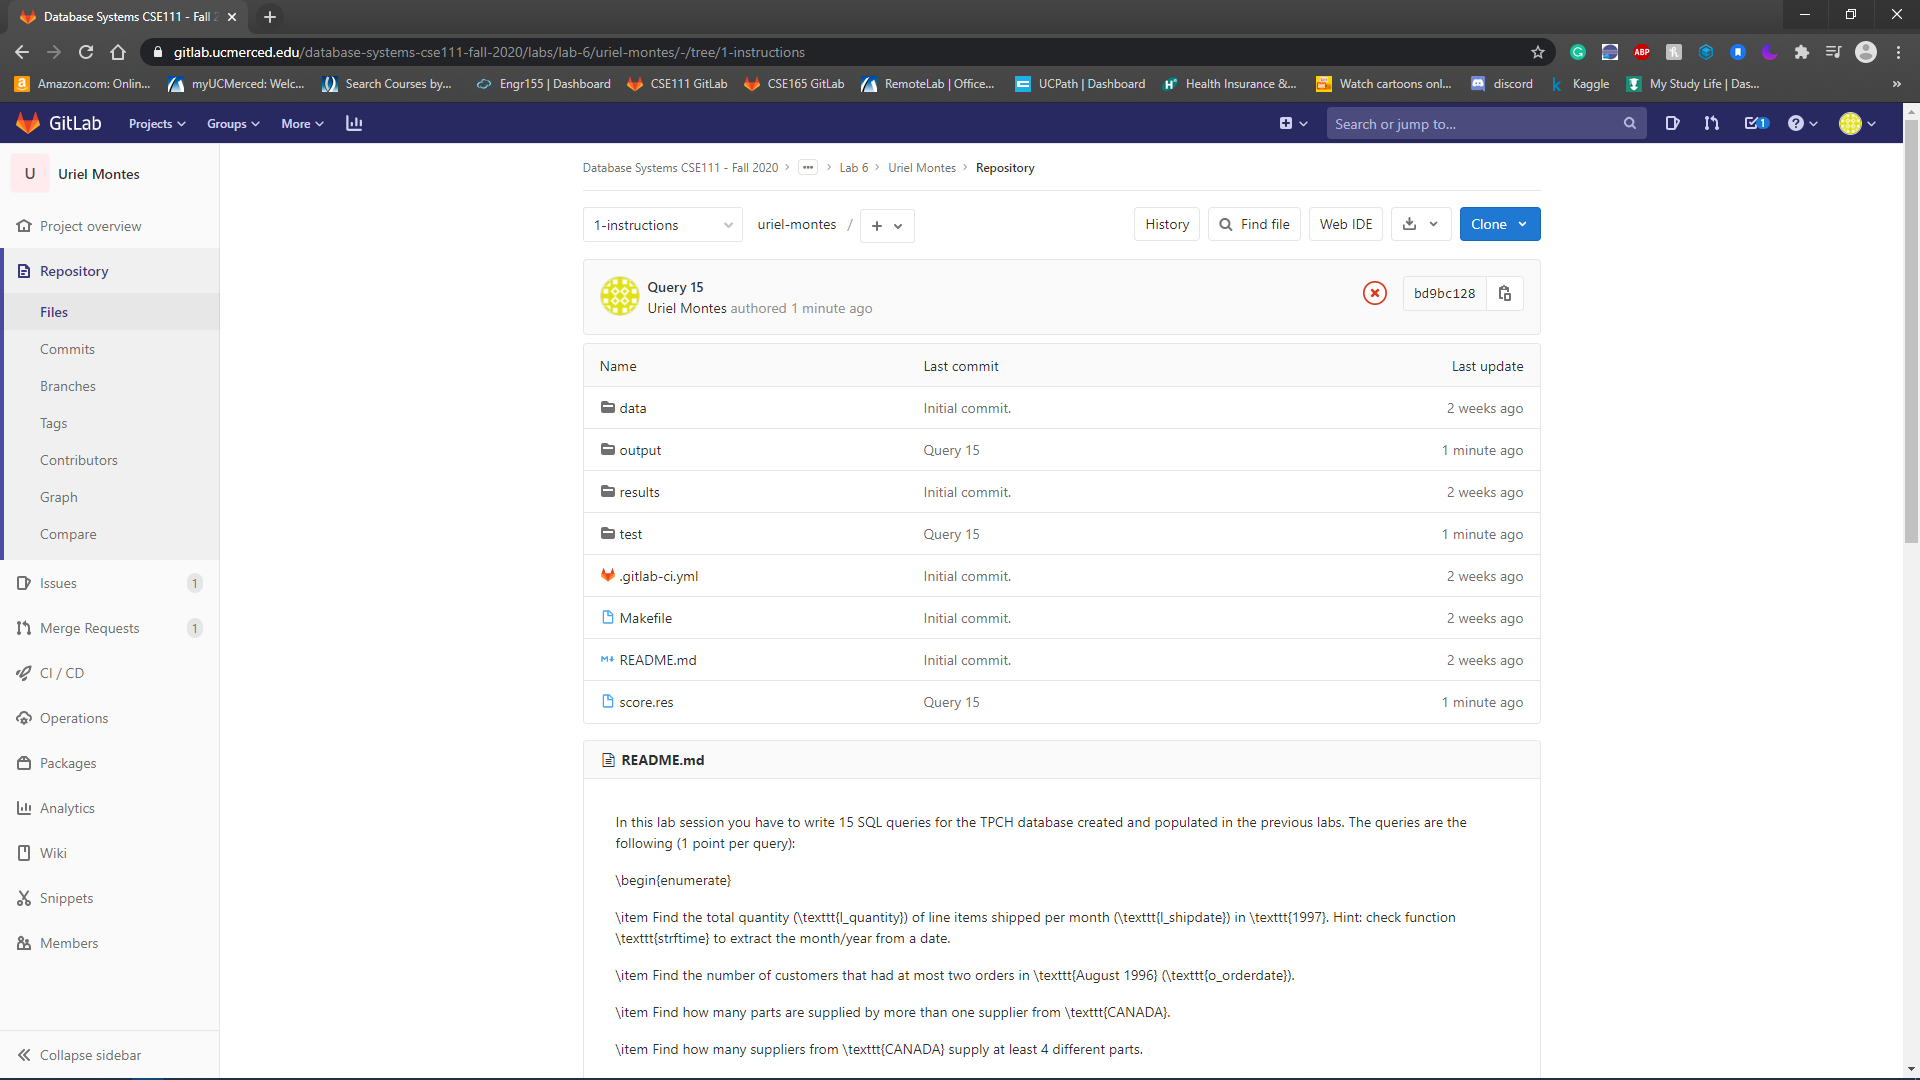 Database Systems CSE111 - Fall 2
gitlab.ucmerced.edu/database-systems-cse111-fall-2020/labs/lab-6/uriel-montes/-/tree/1-instructions
ABP
Amazon.com: Onlin... myUCMerced: Welc... Search Courses by... Engr155 | Dashboard CSE111 GitLab CSE165 GitLab RemoteLab | Office... UCPath | Dashboard Health Insurance &... Watch cartoons onl... discord Kaggle My Study Life | Das... »
GitLab Projects Groups More Search or jump to... 1
U Uriel Montes
Project overview
Repository
Files
Commits
Branches
Tags
Contributors
Graph
Compare
Issues 1
Merge Requests 1
CI / CD
Operations
Packages
Analytics
Wiki
Snippets
Members
Collapse sidebar
Database Systems CSE111 - Fall 2020 > ... > Lab 6 > Uriel Montes > Repository
1-instructions uriel-montes / + History Find file Web IDE Clone
Query 15
Uriel Montes authored 1 minute ago
bd9bc128
Name Last commit Last update
data Initial commit. 2 weeks ago
output Query 15 1 minute ago
results Initial commit. 2 weeks ago
test Query 15 1 minute ago
.gitlab-ci.yml Initial commit. 2 weeks ago
Makefile Initial commit. 2 weeks ago
README.md Initial commit. 2 weeks ago
score.res Query 15 1 minute ago
README.md
In this lab session you have to write 15 SQL queries for the TPCH database created and populated in the previous labs. The queries are the
following (1 point per query):
\begin{enumerate}
\item Find the total quantity (\texttt{l_quantity}) of line items shipped per month (\texttt{l_shipdate}) in \texttt{1997}. Hint: check function
\texttt{strftime} to extract the month/year from a date.
\item Find the number of customers that had at most two orders in \texttt{August 1996} (\texttt{o_orderdate}).
\item Find how many parts are supplied by more than one supplier from \texttt{CANADA}.
\item Find how many suppliers from \texttt{CANADA} supply at least 4 different parts.